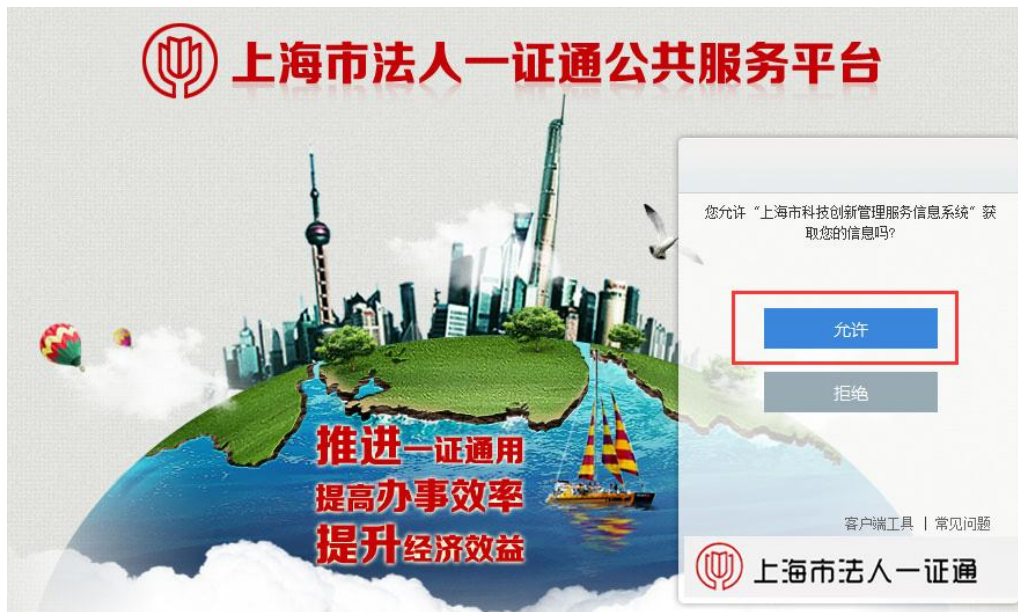 上海市法人一证通公共服务平台
您允许“上海市科技创新管理服务信息系统”获
取您的信息吗?
允许
拒绝
推进一证通用
提高办事效率
提升经济效益
客户端工具 | 常见问题
上海市法人一证通